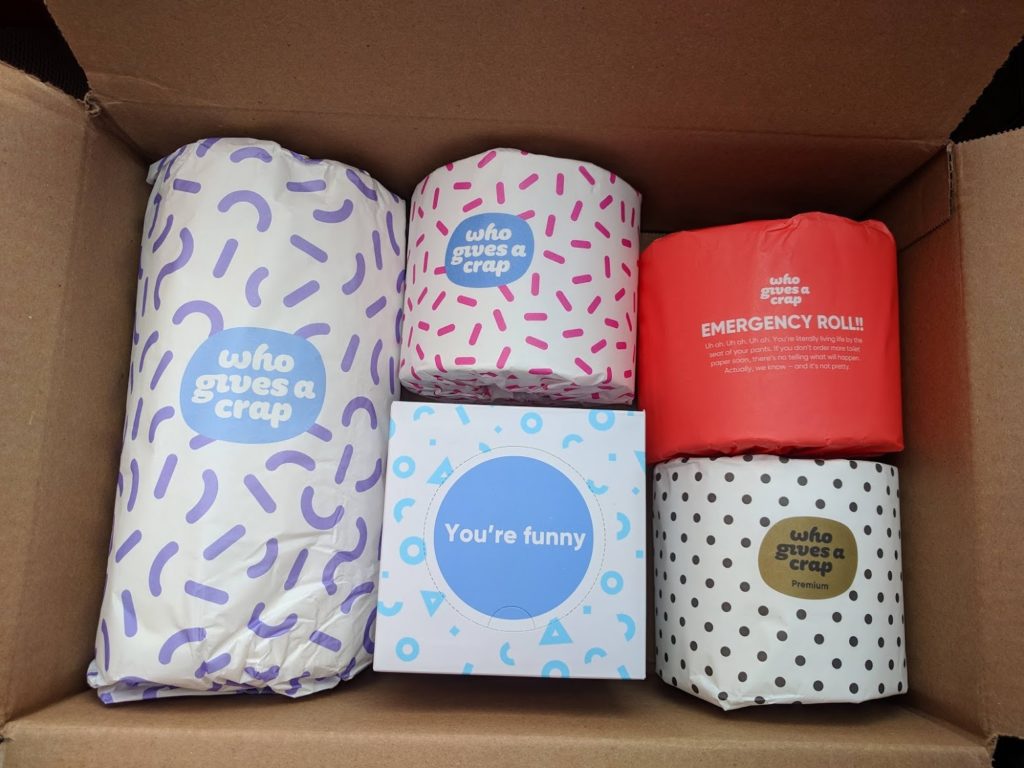 who
gives a
crap
who
gives a
crap
who
gives a
crap
EMERGENCY ROLL!!
Uh oh. Uh oh. Uh oh. You're literally living life by the
seat of your pants. If you don't order more toilet
paper soon, there's no telling what will happen.
Actually, we know – and it's not pretty.
You're funny
who
gives a
crap
Premium